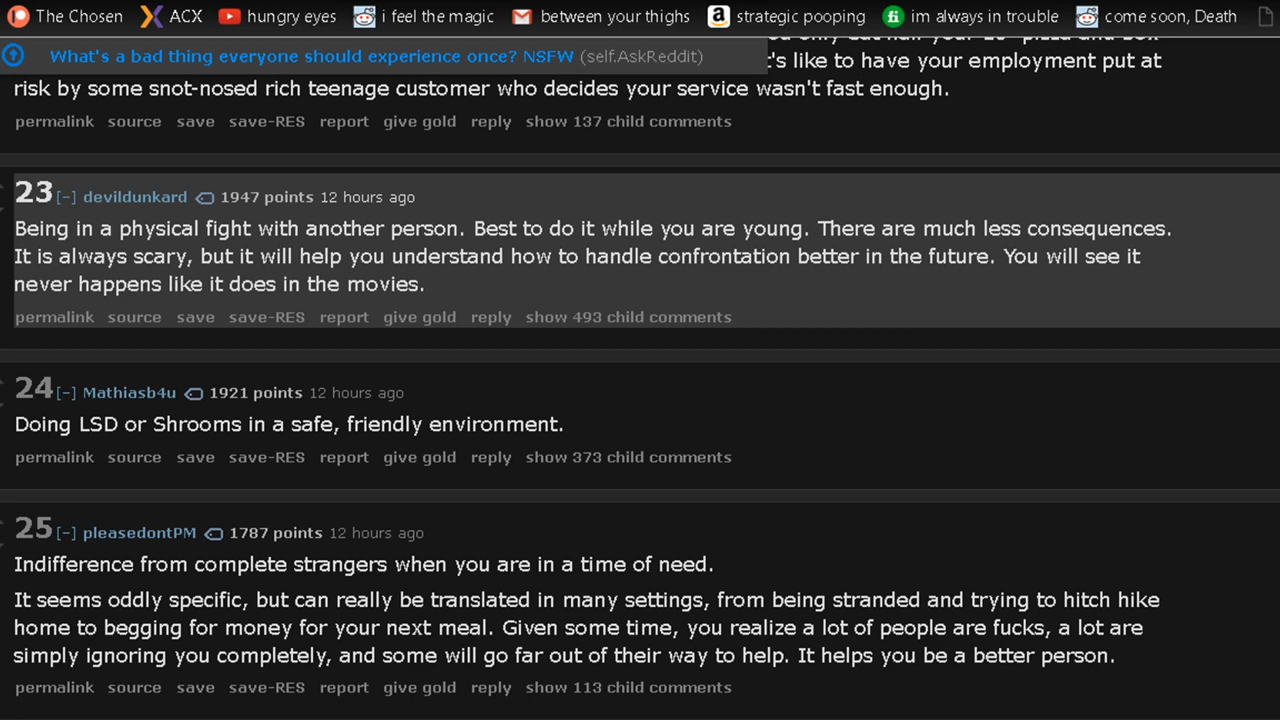 The Chosen ACX hungry eyes i feel the magic between your thighs strategic pooping im always in trouble come soon, Death
What's a bad thing everyone should experience once? NSFW (self.AskReddit)
's like to have your employment put at
risk by some snot-nosed rich teenage customer who decides your service wasn't fast enough.
permalink source save save-RES report give gold reply show 137 child comments
23 [-] devildunkard 1947 points 12 hours ago
Being in a physical fight with another person. Best to do it while you are young. There are much less consequences.
It is always scary, but it will help you understand how to handle confrontation better in the future. You will see it
never happens like it does in the movies.
permalink source save save-RES report give gold reply show 493 child comments
24 [-] Mathiasb4u 1921 points 12 hours ago
Doing LSD or Shrooms in a safe, friendly environment.
permalink source save save-RES report give gold reply show 373 child comments
25 [-] pleasedontPM 1787 points 12 hours ago
Indifference from complete strangers when you are in a time of need.
It seems oddly specific, but can really be translated in many settings, from being stranded and trying to hitch hike
home to begging for money for your next meal. Given some time, you realize a lot of people are fucks, a lot are
simply ignoring you completely, and some will go far out of their way to help. It helps you be a better person.
permalink source save save-RES report give gold reply show 113 child comments